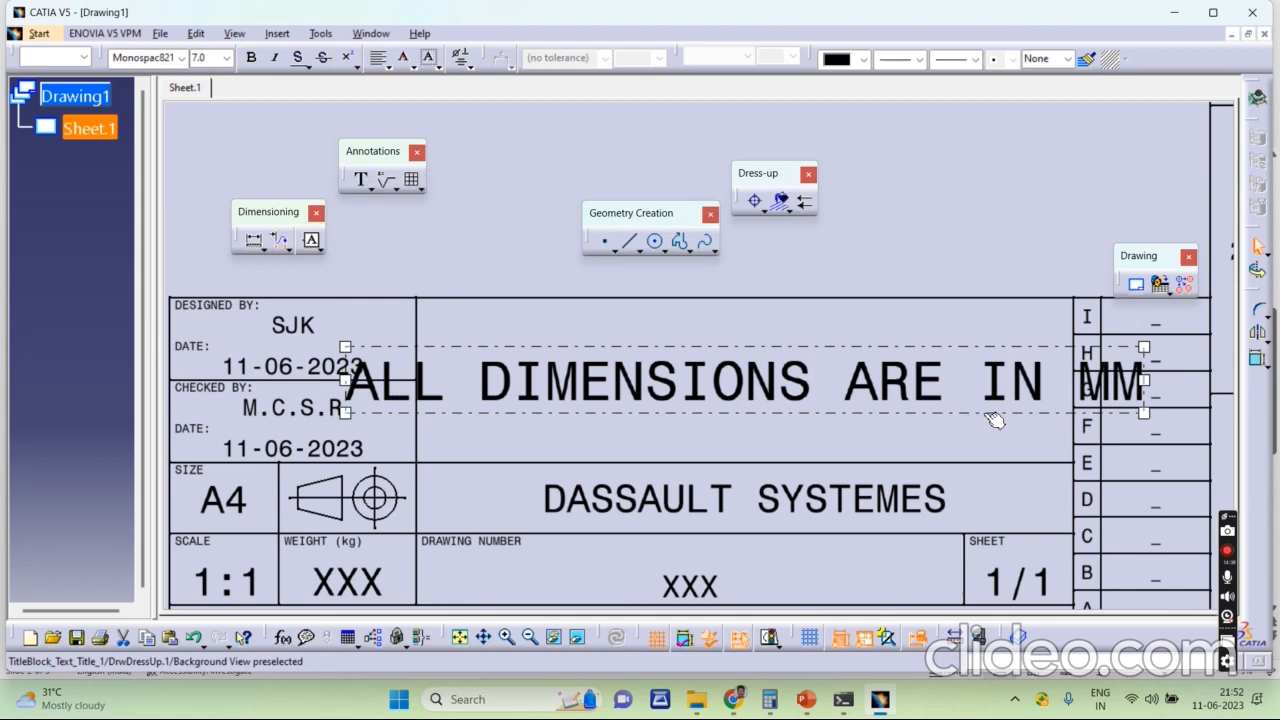 CATIA V5 - [Drawing1]
Start ENOVIA V5 VPM File Edit View Insert Tools Window Help
Monospac821 7.0 B I S S (no tolerance) None
Drawing1
Sheet.1
Sheet.1
Annotations
Dimensioning
Geometry Creation
Dress-up
Drawing
DESIGNED BY:
SJK
DATE:
11-06-2023
CHECKED BY:
M.C.S.R
DATE:
11-06-2023
ALL DIMENSIONS ARE IN MM
SIZE
A4
DASSAULT SYSTEMES
SCALE
1:1
WEIGHT (kg)
XXX
DRAWING NUMBER
XXX
SHEET
1/1
I _
H _
G _
F _
E _
D _
C _
B _
A
TitleBlock_Text_Title_1/DrwDressUp.1/Background View preselected
clideo.com
31°C
Mostly cloudy
Search
ENG
IN
21:52
11-06-2023